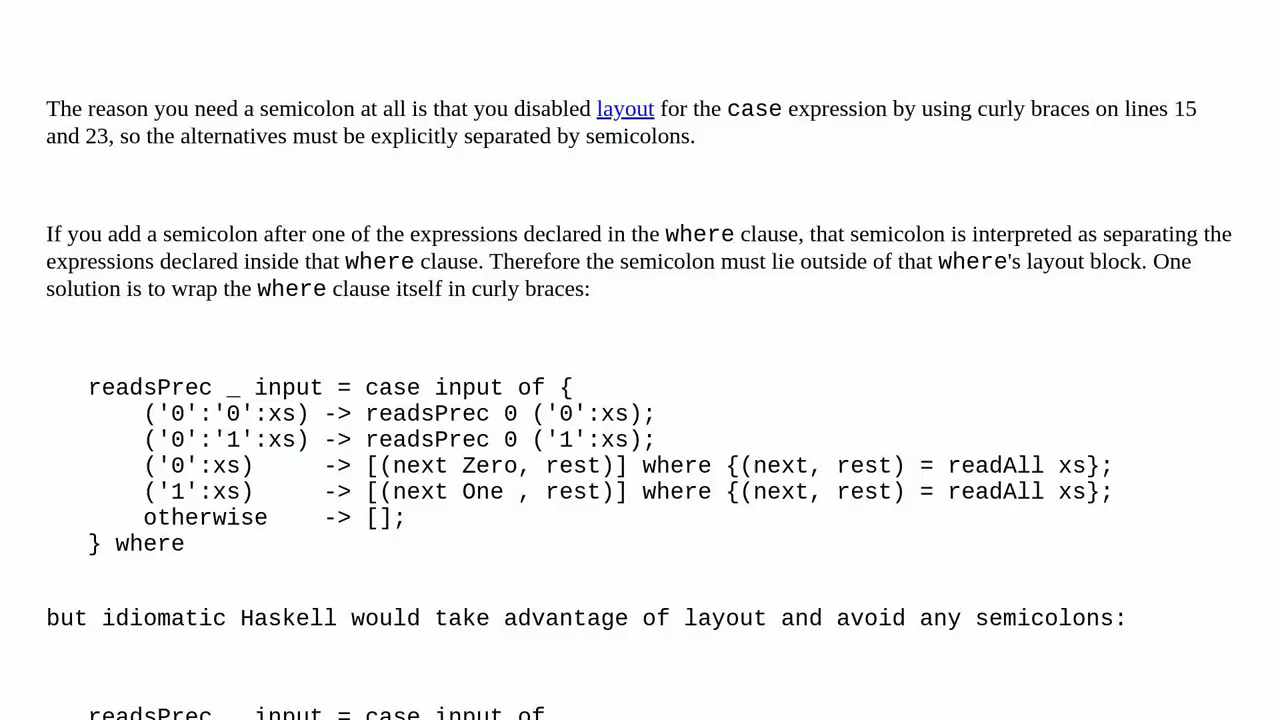 The reason you need a semicolon at all is that you disabled layout for the case expression by using curly braces on lines 15
and 23, so the alternatives must be explicitly separated by semicolons.
If you add a semicolon after one of the expressions declared in the where clause, that semicolon is interpreted as separating the
expressions declared inside that where clause. Therefore the semicolon must lie outside of that where's layout block. One
solution is to wrap the where clause itself in curly braces:
readsPrec _ input = case input of {
    ('0':'0':xs) -> readsPrec 0 ('0':xs);
    ('0':'1':xs) -> readsPrec 0 ('1':xs);
    ('0':xs)     -> [(next Zero, rest)] where {(next, rest) = readAll xs};
    ('1':xs)     -> [(next One , rest)] where {(next, rest) = readAll xs};
    otherwise    -> [];
} where
but idiomatic Haskell would take advantage of layout and avoid any semicolons:
readsPrec _ input = case input of